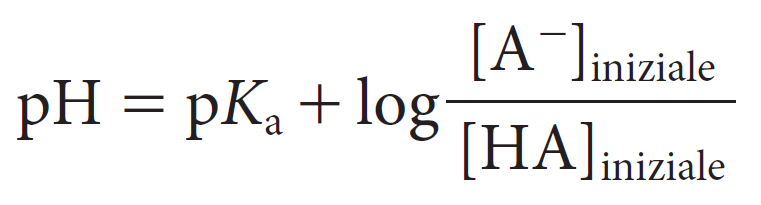 pH = pKₐ + log [A⁻]iniziale
[HA]iniziale